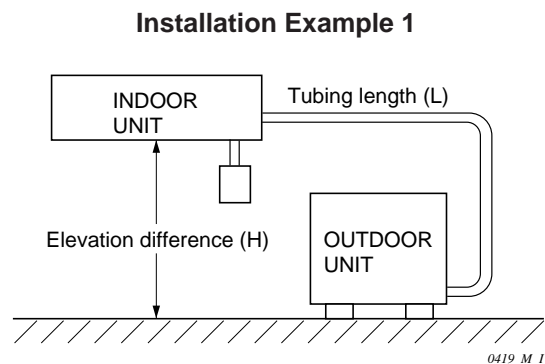 Installation Example 1
INDOOR
UNIT
Tubing length (L)
Elevation difference (H)
OUTDOOR
UNIT
0419_M_I